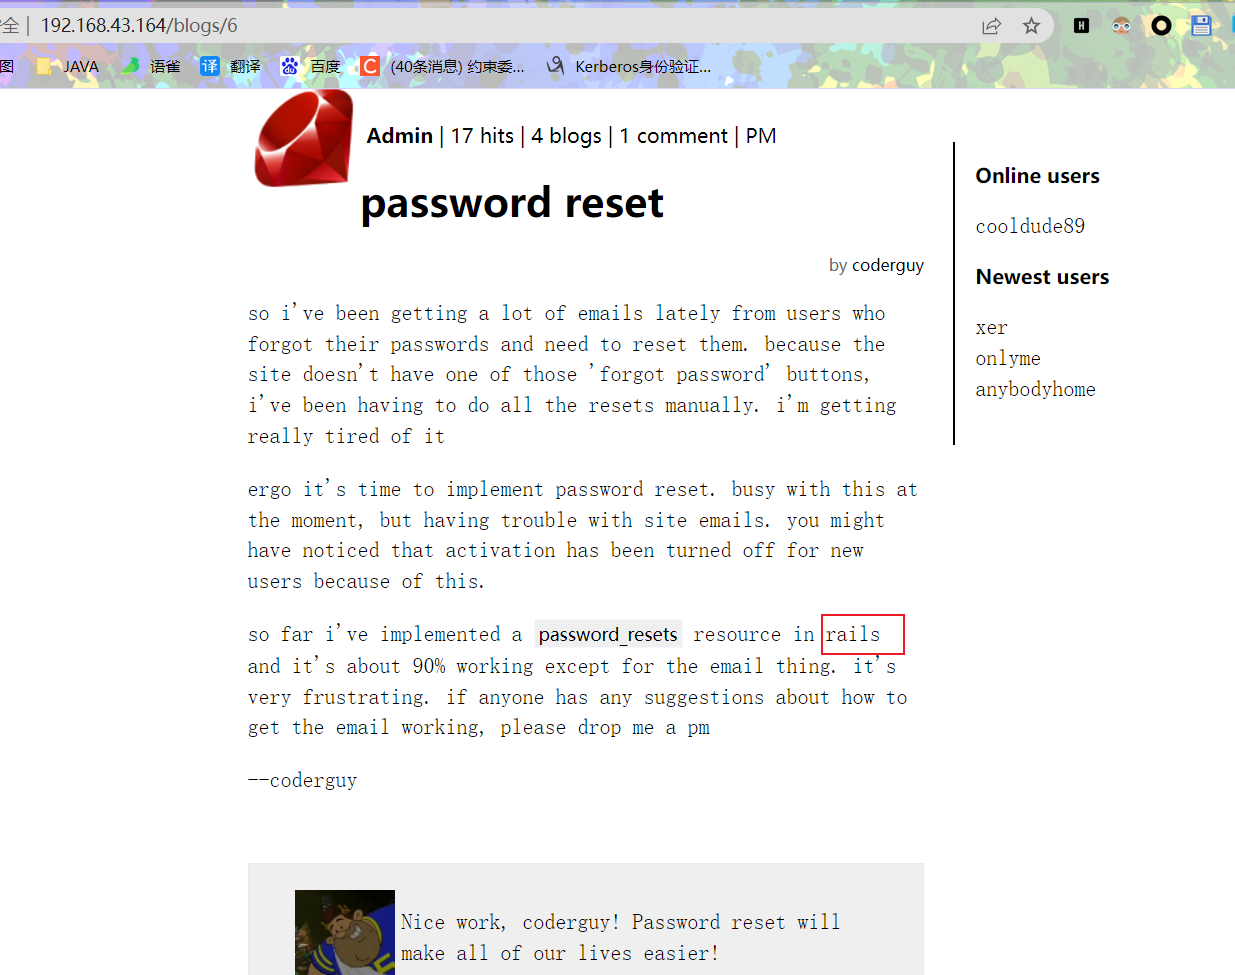 全 | 192.168.43.164/blogs/6
图 JAVA 语雀 译 翻译 百度 C (40条消息) 约束委... Kerberos身份验证...
Admin | 17 hits | 4 blogs | 1 comment | PM
password reset
by coderguy
so i've been getting a lot of emails lately from users who
forgot their passwords and need to reset them. because the
site doesn't have one of those 'forgot password' buttons,
i've been having to do all the resets manually. i'm getting
really tired of it
ergo it's time to implement password reset. busy with this at
the moment, but having trouble with site emails. you might
have noticed that activation has been turned off for new
users because of this.
so far i've implemented a password_resets resource in rails
and it's about 90% working except for the email thing. it's
very frustrating. if anyone has any suggestions about how to
get the email working, please drop me a pm
--coderguy
Nice work, coderguy! Password reset will
make all of our lives easier!
Online users
cooldude89
Newest users
xer
onlyme
anybodyhome